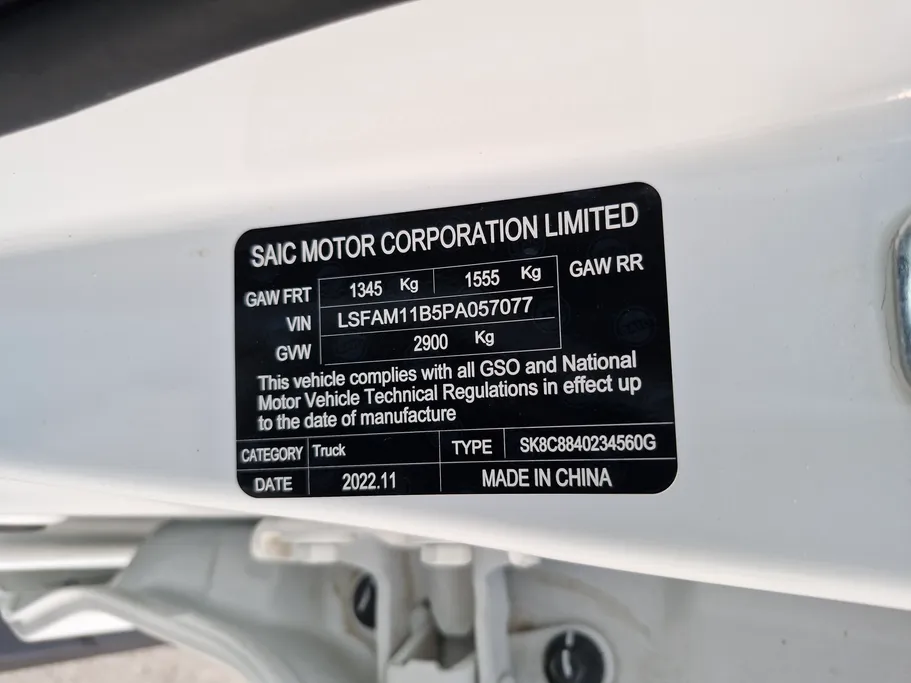 SAIC MOTOR CORPORATION LIMITED
GAW FRT 1345 Kg 1555 Kg GAW RR
VIN LSFAM11B5PA057077
GVW 2900 Kg
This vehicle complies with all GSO and National
Motor Vehicle Technical Regulations in effect up
to the date of manufacture
CATEGORY Truck TYPE SK8C8840234560G
DATE 2022.11 MADE IN CHINA